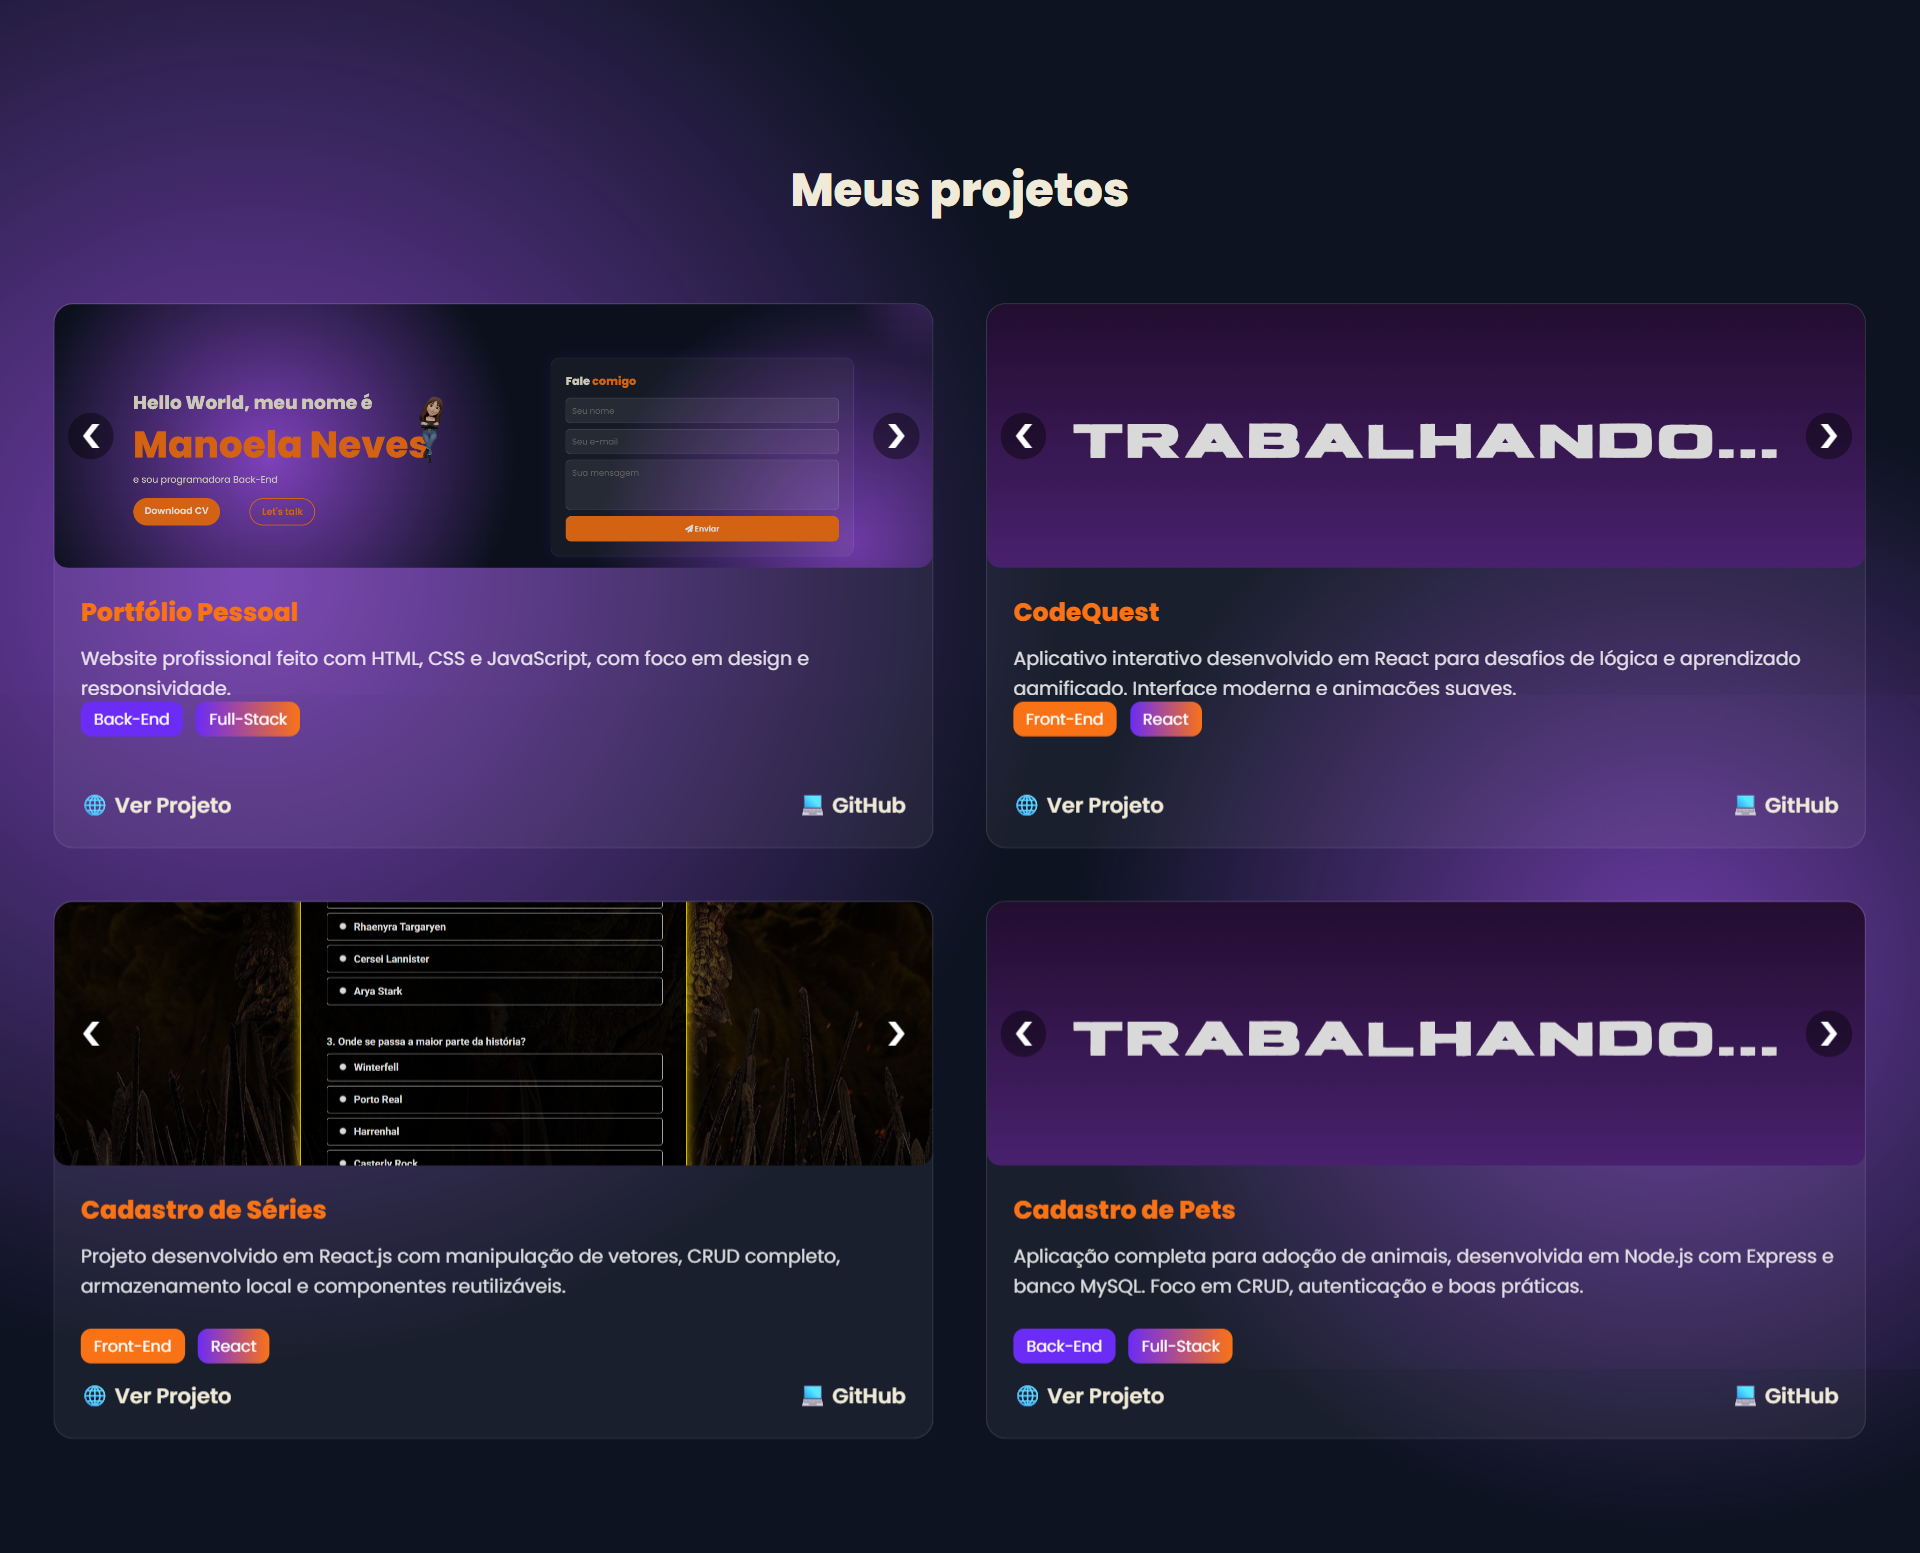 Meus projetos
Hello World, meu nome é
Manoela Neves
e sou programadora Back-End
Download CV
Let's talk
Fale comigo
Seu nome
Seu e-mail
Sua mensagem
Enviar
Portfólio Pessoal
Website profissional feito com HTML, CSS e JavaScript, com foco em design e
responsividade.
Back-End
Full-Stack
Ver Projeto
GitHub
TRABALHANDO...
CodeQuest
Aplicativo interativo desenvolvido em React para desafios de lógica e aprendizado
gamificado. Interface moderna e animações suaves.
Front-End
React
Ver Projeto
GitHub
Rhaenyra Targaryen
Cersei Lannister
Arya Stark
3. Onde se passa a maior parte da história?
Winterfell
Porto Real
Harrenhal
Casterly Rock
Cadastro de Séries
Projeto desenvolvido em React.js com manipulação de vetores, CRUD completo,
armazenamento local e componentes reutilizáveis.
Front-End
React
Ver Projeto
GitHub
TRABALHANDO...
Cadastro de Pets
Aplicação completa para adoção de animais, desenvolvida em Node.js com Express e
banco MySQL. Foco em CRUD, autenticação e boas práticas.
Back-End
Full-Stack
Ver Projeto
GitHub